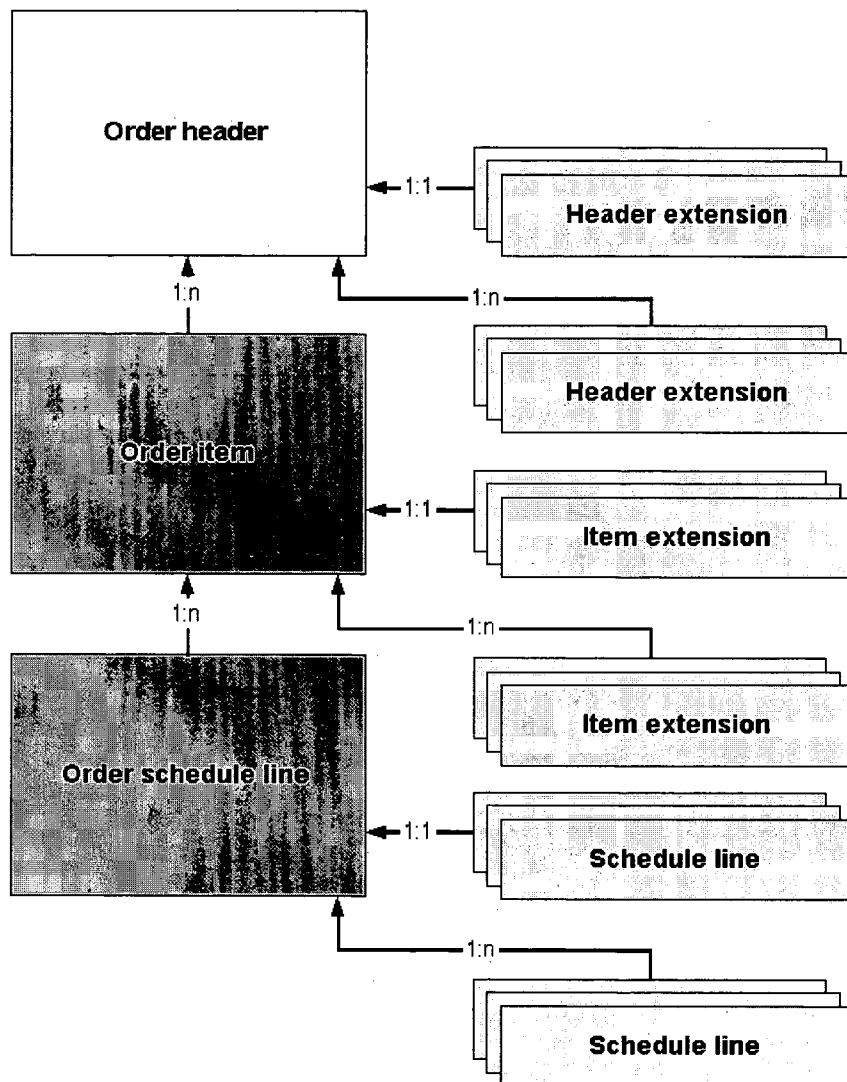 Order header
1:1
Header extension
1:n
1:n
Header extension
Order item
1:1
Item extension
1:n
1:n
Item extension
Order schedule line
1:1
Schedule line
1:n
Schedule line